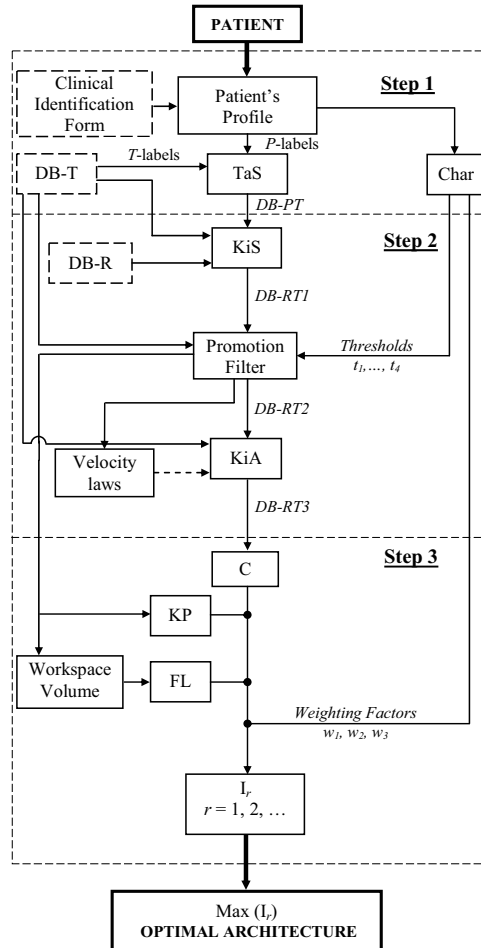 PATIENT
Step 1
Clinical
Identification
Form
Patient's
Profile
T-labels
P-labels
DB-T
TaS
Char
DB-PT
Step 2
KiS
DB-R
DB-RT1
Promotion
Filter
Thresholds
t1,…, t4
DB-RT2
Velocity
laws
KiA
DB-RT3
Step 3
C
KP
Workspace
Volume
FL
Weighting Factors
w1, w2, w3
Ir
r = 1, 2, …
Max (Ir)
OPTIMAL ARCHITECTURE